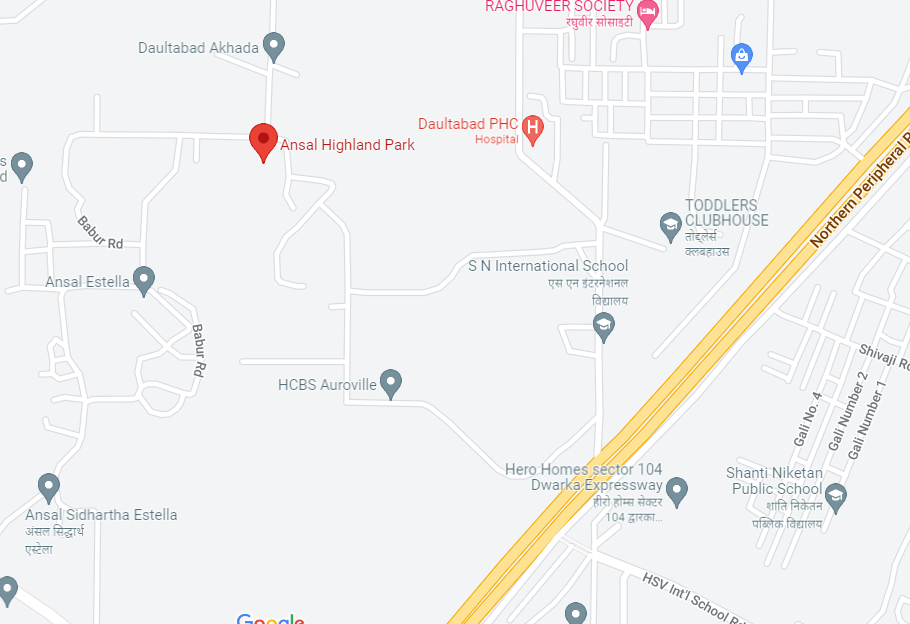 RAGHUVEER SOCIETY
रघुवीर सोसाइटी
Daultabad Akhada
Daultabad PHC
Hospital
Ansal Highland Park
s
d
Babur Rd
TODDLERS
CLUBHOUSE
तोड्लेर्स
क्लबहाउस
Northern Peripheral R
S N International School
एस एन इंटरनेशनल
विद्यालय
Ansal Estella
Babur Rd
Shivaji Ro
HCBS Auroville
Gali No. 4
Gali Number 2
Gali Number 1
Hero Homes sector 104
Dwarka Expressway
हीरो होम्स सेक्टर
104 द्वारका...
Shanti Niketan
Public School
शांति निकेतन
पब्लिक विद्यालय
Ansal Sidhartha Estella
अंसल सिद्धार्थ
एस्टेला
HSV Int'l School Rd
Google